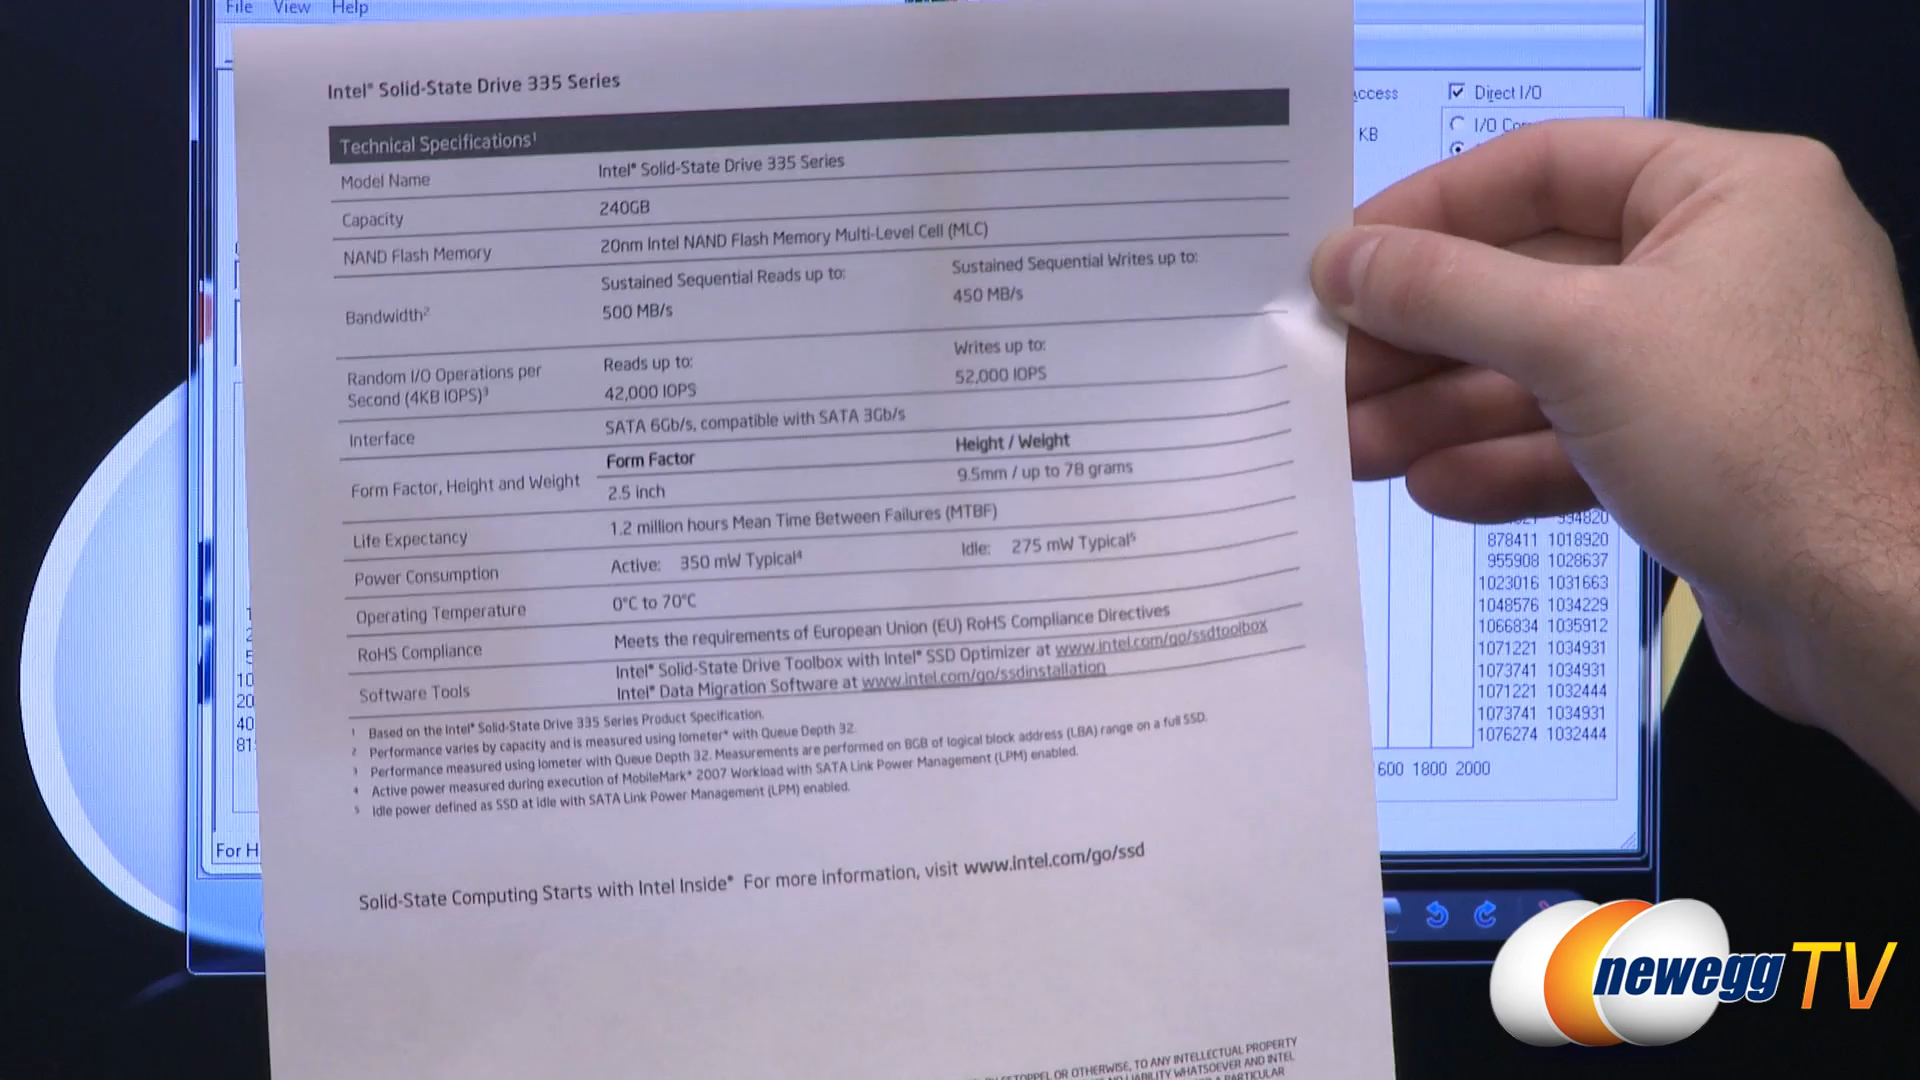 File View Help
Intel® Solid-State Drive 335 Series
Technical Specifications¹
Model Name Intel® Solid-State Drive 335 Series
Capacity 240GB
NAND Flash Memory 20nm Intel NAND Flash Memory Multi-Level Cell (MLC)
Bandwidth² Sustained Sequential Reads up to: Sustained Sequential Writes up to:
500 MB/s 450 MB/s
Random I/O Operations per Reads up to: Writes up to:
Second (4KB IOPS)³ 42,000 IOPS 52,000 IOPS
Interface SATA 6Gb/s, compatible with SATA 3Gb/s
Form Factor, Height and Weight Form Factor Height / Weight
2.5 inch 9.5mm / up to 78 grams
Life Expectancy 1.2 million hours Mean Time Between Failures (MTBF)
Power Consumption Active: 350 mW Typical⁴ Idle: 275 mW Typical⁵
Operating Temperature 0°C to 70°C
RoHS Compliance Meets the requirements of European Union (EU) RoHS Compliance Directives
Software Tools Intel® Solid-State Drive Toolbox with Intel® SSD Optimizer at www.intel.com/go/ssdtoolbox
Intel® Data Migration Software at www.intel.com/go/ssdinstallation
¹ Based on the Intel® Solid-State Drive 335 Series Product Specification.
² Performance varies by capacity and is measured using Iometer* with Queue Depth 32.
³ Performance measured using Iometer with Queue Depth 32. Measurements are performed on 8GB of logical block address (LBA) range on a full SSD.
⁴ Active power measured during execution of MobileMark* 2007 Workload with SATA Link Power Management (LPM) enabled.
⁵ Idle power defined as SSD at idle with SATA Link Power Management (LPM) enabled.
Solid-State Computing Starts with Intel Inside® For more information, visit www.intel.com/go/ssd
OR OTHERWISE, TO ANY INTELLECTUAL PROPERTY
LIABILITY WHATSOEVER AND INTEL
A PARTICULAR
Direct I/O
KB
I/O
878411 1018920
955908 1028637
1023016 1031663
1048576 1034229
1066834 1035912
1071221 1034931
1073741 1034931
1071221 1032444
1073741 1034931
1076274 1032444
600 1800 2000
For
newegg TV